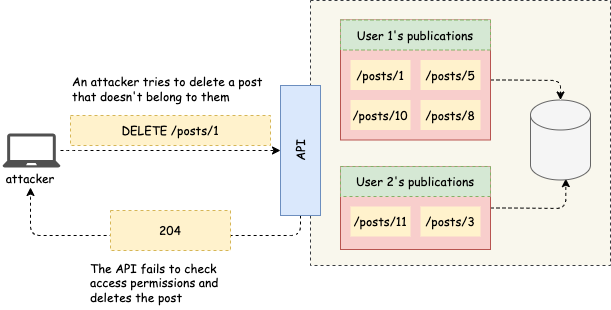 User 1's publications
/posts/1
/posts/5
/posts/10
/posts/8
An attacker tries to delete a post
that doesn't belong to them
DELETE /posts/1
API
attacker
User 2's publications
/posts/11
/posts/3
204
The API fails to check
access permissions and
deletes the post